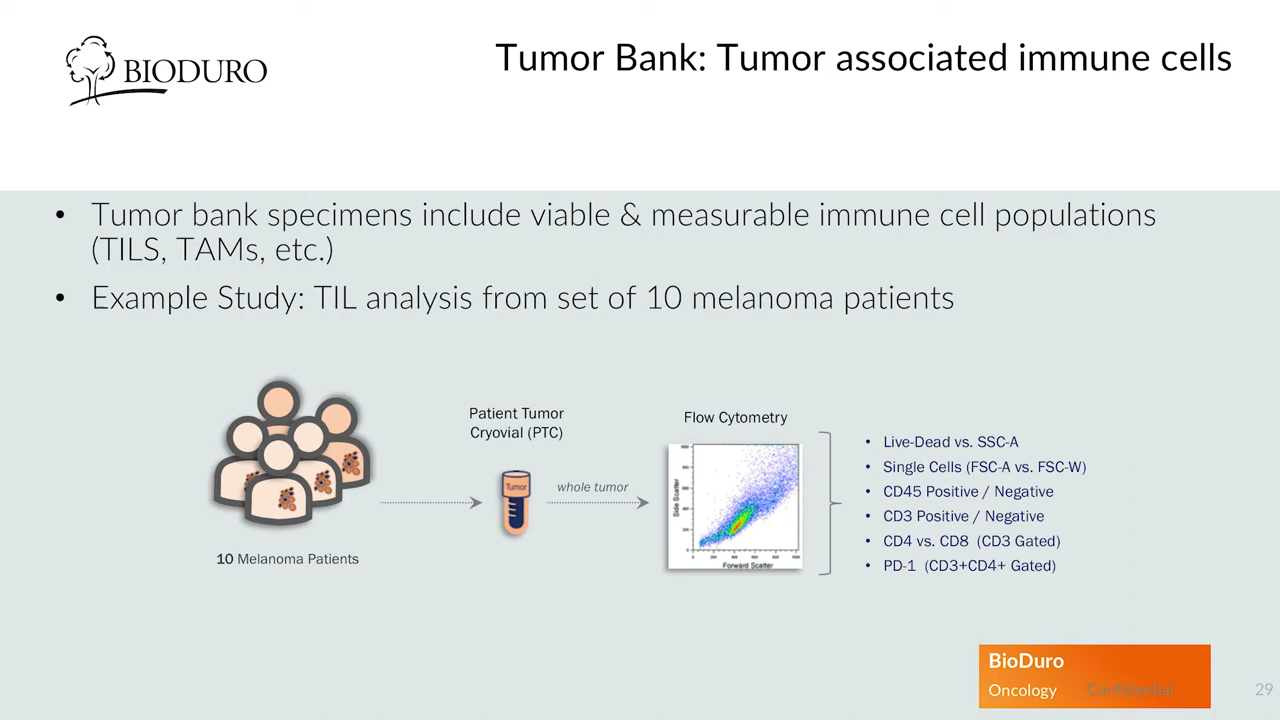 BIODURO
Tumor Bank: Tumor associated immune cells
• Tumor bank specimens include viable & measurable immune cell populations
(TILS, TAMs, etc.)
• Example Study: TIL analysis from set of 10 melanoma patients
10 Melanoma Patients
Patient Tumor
Cryovial (PTC)
Tumor
whole tumor
Flow Cytometry
Side Scatter
Forward Scatter
• Live-Dead vs. SSC-A
• Single Cells (FSC-A vs. FSC-W)
• CD45 Positive / Negative
• CD3 Positive / Negative
• CD4 vs. CD8 (CD3 Gated)
• PD-1 (CD3+CD4+ Gated)
BioDuro
Oncology Confidential
29